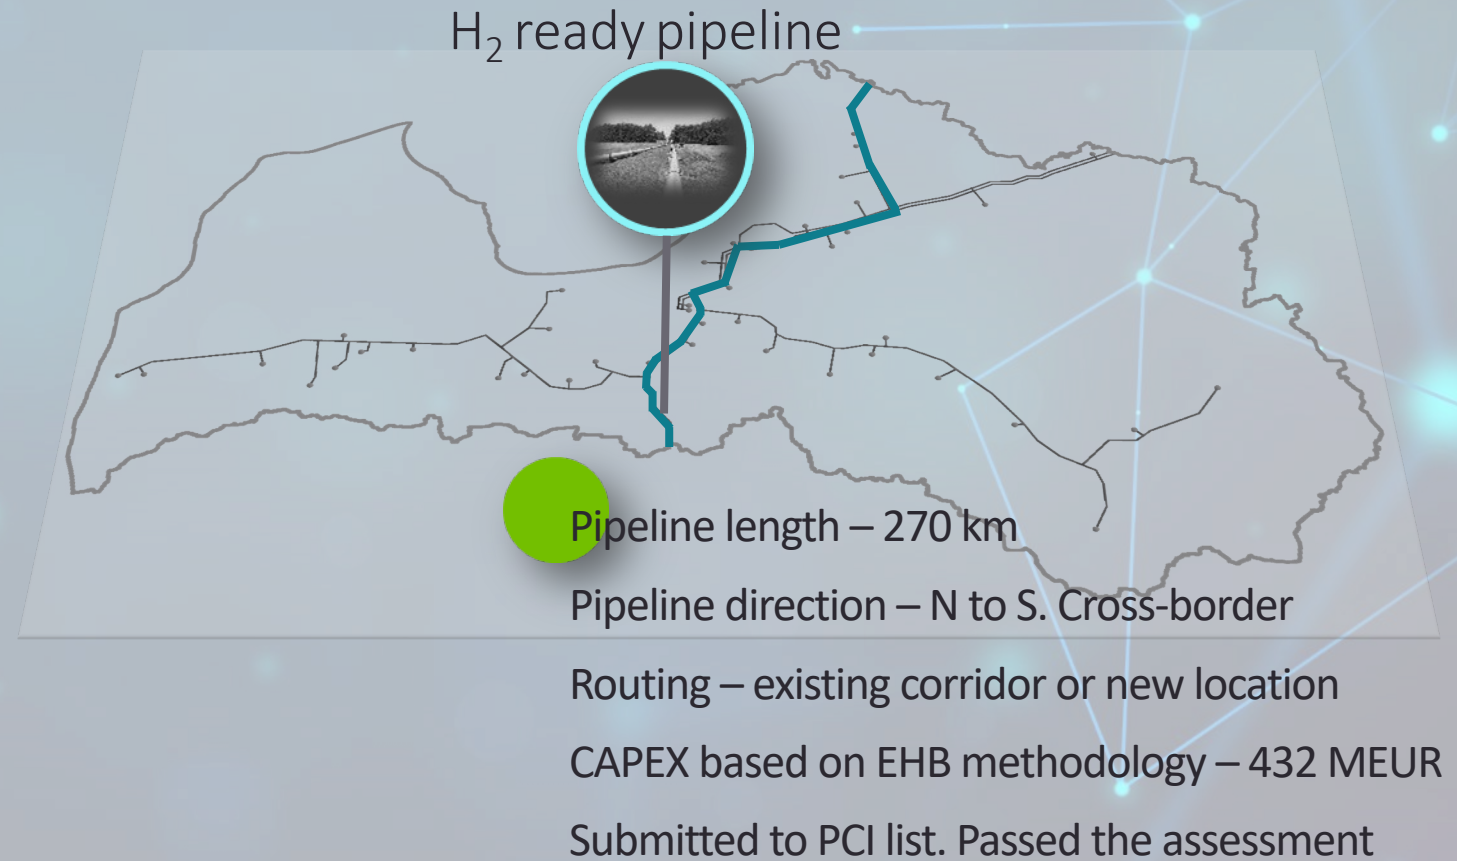 H₂ ready pipeline
Pipeline length – 270 km
Pipeline direction – N to S. Cross-border
Routing – existing corridor or new location
CAPEX based on EHB methodology – 432 MEUR
Submitted to PCI list. Passed the assessment